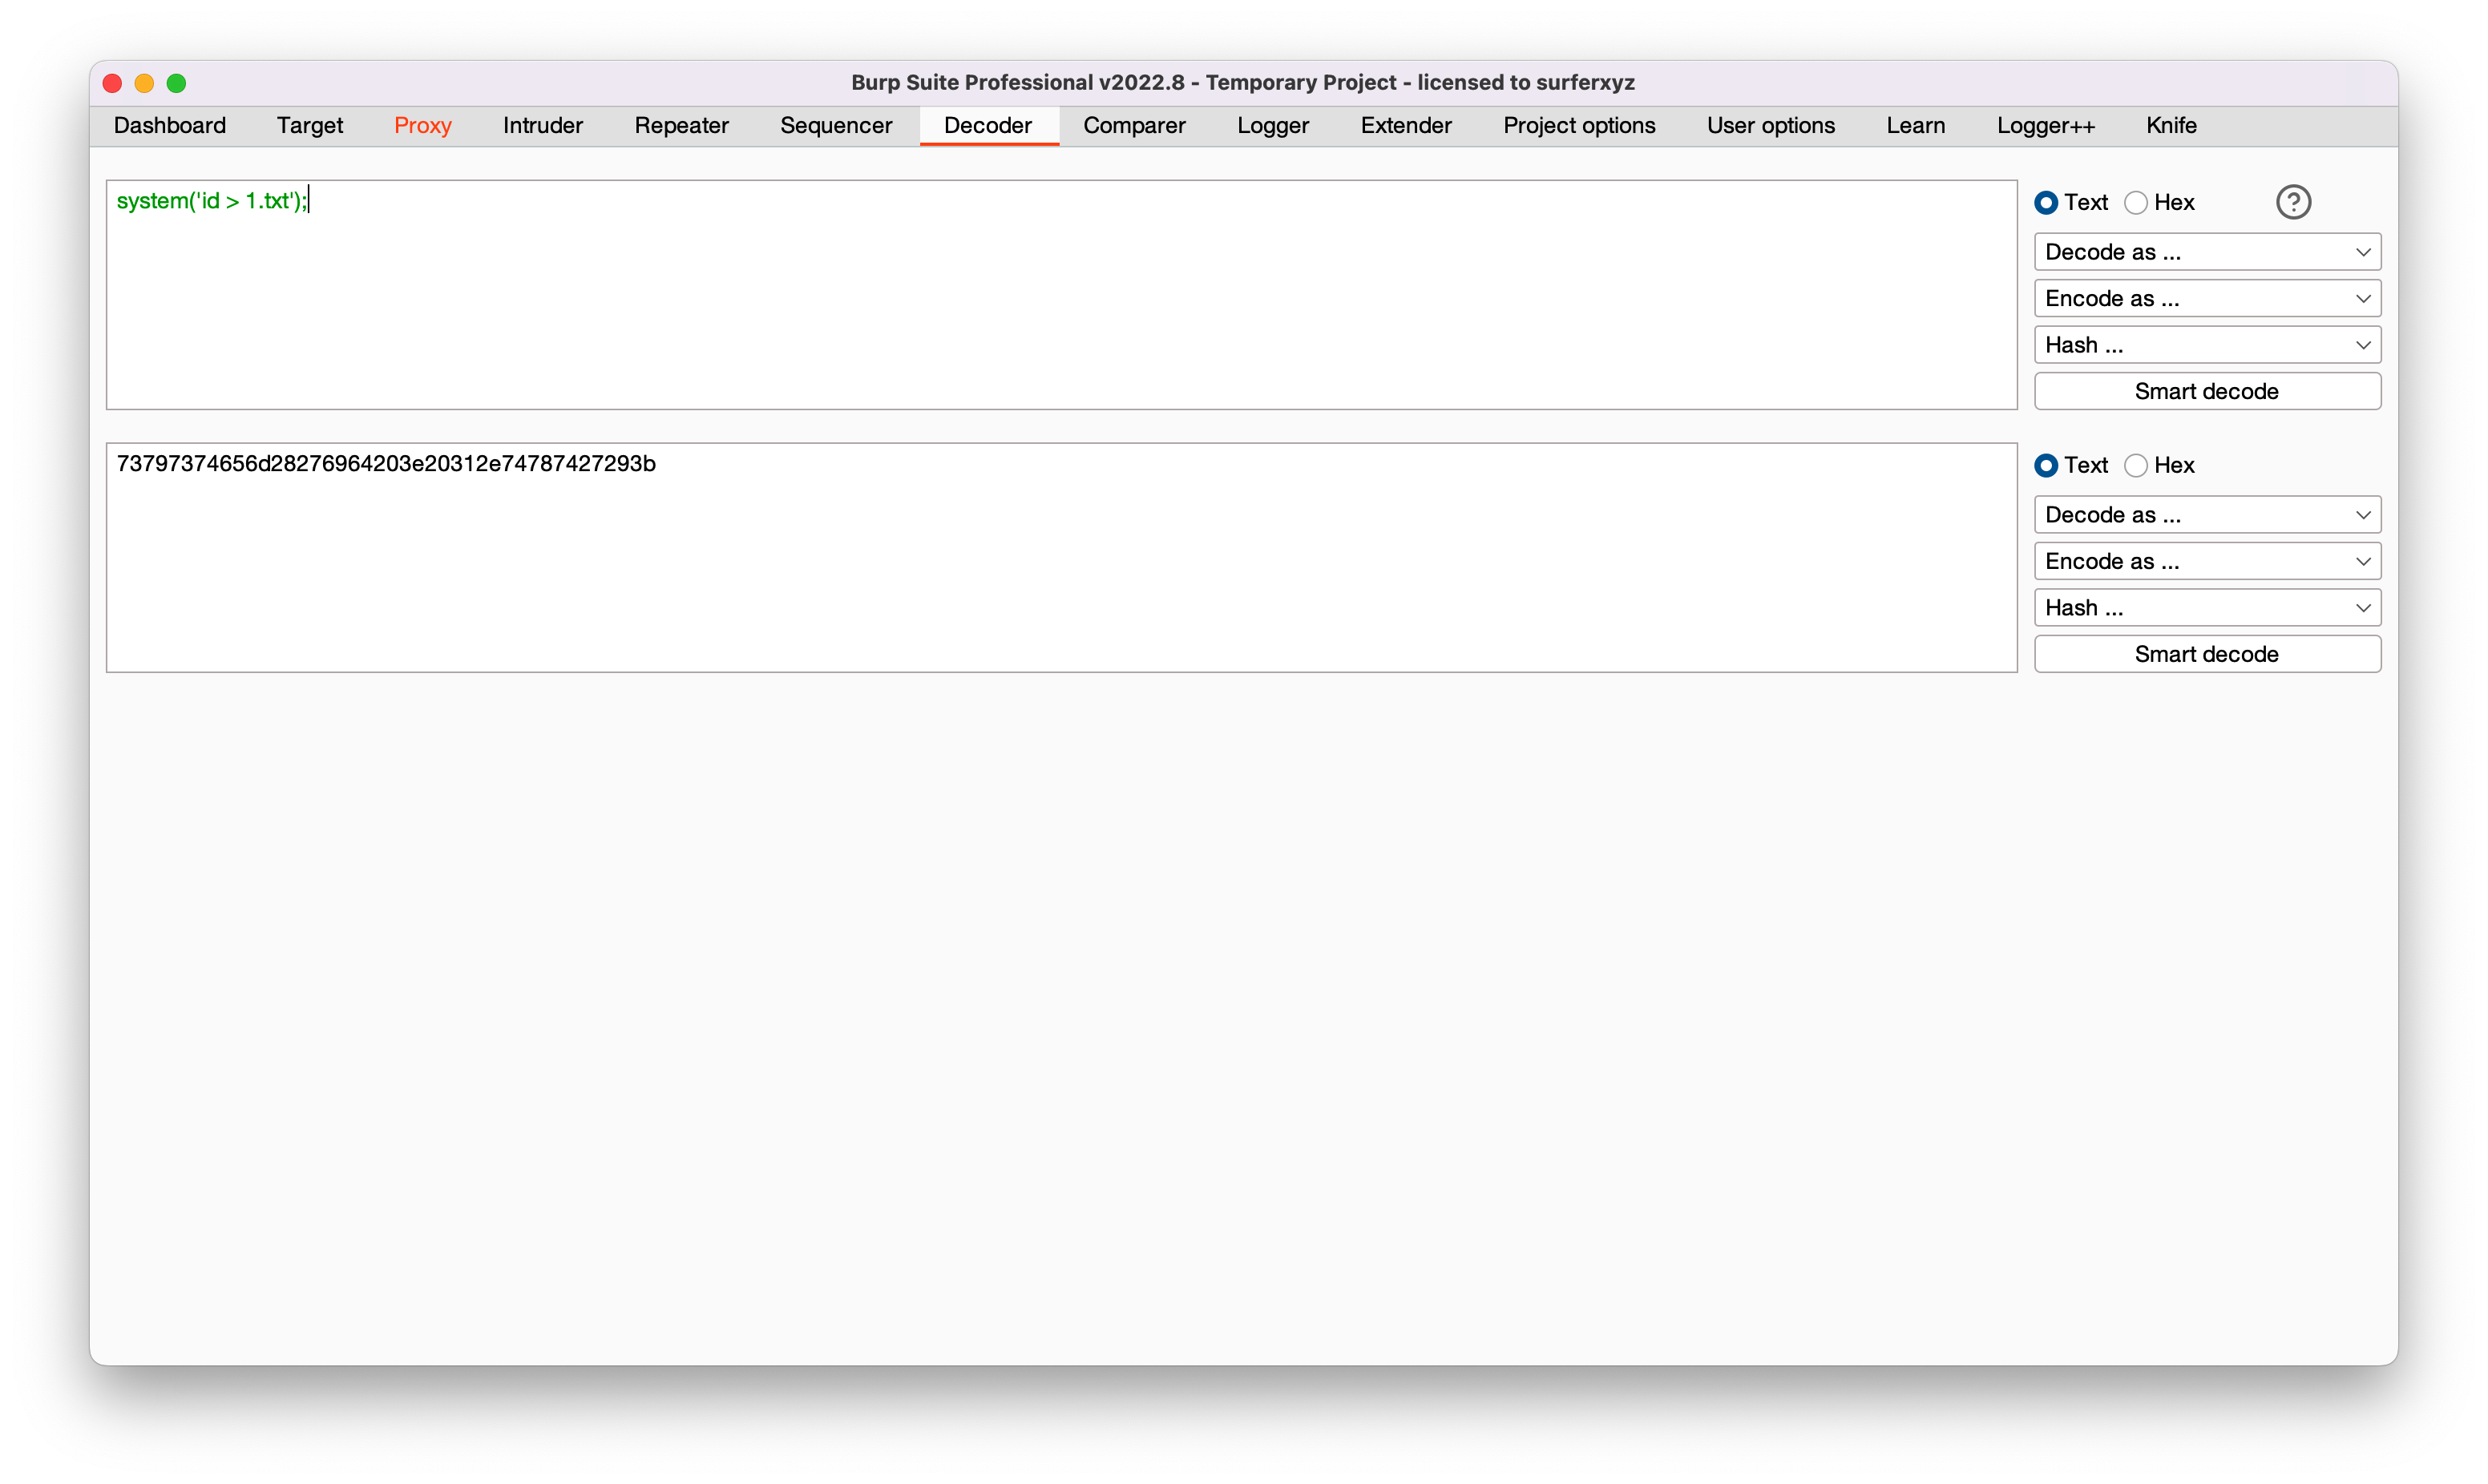 Burp Suite Professional v2022.8 - Temporary Project - licensed to surferxyz
Dashboard Target Proxy Intruder Repeater Sequencer Decoder Comparer Logger Extender Project options User options Learn Logger++ Knife
system('id > 1.txt');
Text Hex ?
Decode as ...
Encode as ...
Hash ...
Smart decode
73797374656d28276964203e20312e74787427293b
Text Hex
Decode as ...
Encode as ...
Hash ...
Smart decode